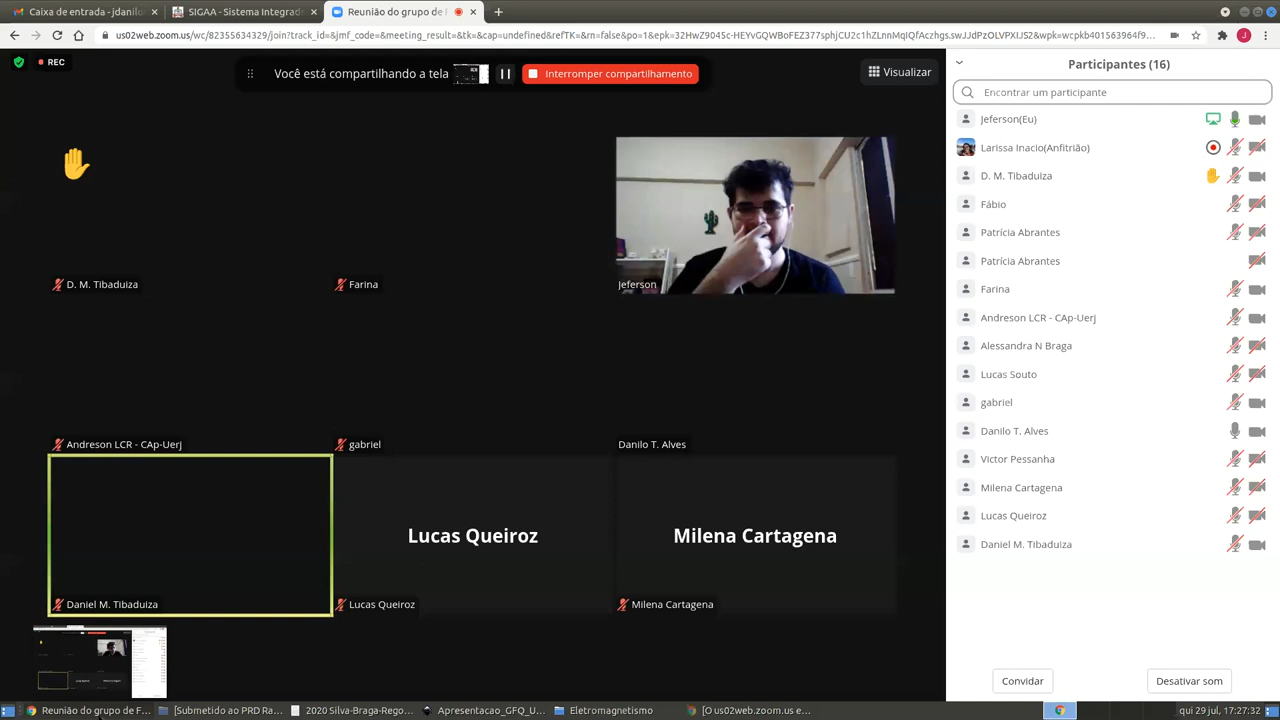 Caixa de entrada - jdanilo
SIGAA - Sistema Integrad
Reunião do grupo de F
us02web.zoom.us/wc/82355634329/join?track_id=&jmf_code=&meeting_result=&tk=&cap=undefined&refTK=&rn=false&po=1&epk=
REC
Você está compartilhando a tela
Interromper compartilhamento
Visualizar
Participantes (16)
Encontrar um participante
Jeferson(Eu)
Larissa Inacio(Anfitrião)
D. M. Tibaduiza
Fábio
Patrícia Abrantes
Patrícia Abrantes
Farina
Andreson LCR - CAp-Uerj
Alessandra N Braga
Lucas Souto
gabriel
Danilo T. Alves
Victor Pessanha
Milena Cartagena
Lucas Queiroz
Daniel M. Tibaduiza
D. M. Tibaduiza
Farina
Jeferson
Andreson LCR - CAp-Uerj
gabriel
Danilo T. Alves
Lucas Queiroz
Milena Cartagena
Daniel M. Tibaduiza
Lucas Queiroz
Milena Cartagena
Convidar
Desativar som
Reunião do grupo de F...
[Submetido ao PRD Ra...
2020 Silva-Braga-Rego...
Apresentacao_GFQ_U...
Eletromagnetismo
[O us02web.zoom.us e...
qui 29 jul, 17:27:32